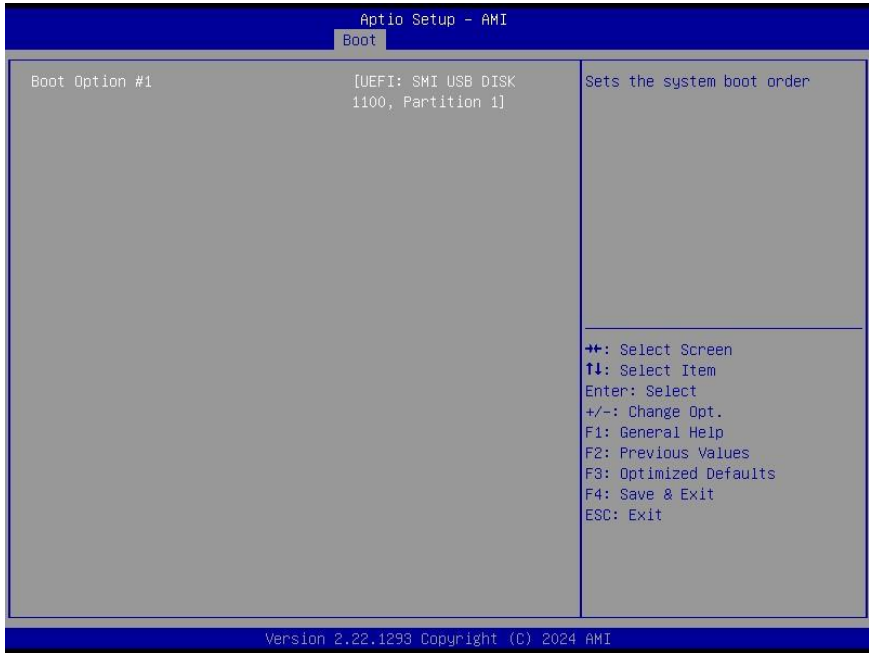 Aptio Setup – AMI
Boot
Boot Option #1 [UEFI: SMI USB DISK
1100, Partition 1]
Sets the system boot order
→←: Select Screen
↑↓: Select Item
Enter: Select
+/-: Change Opt.
F1: General Help
F2: Previous Values
F3: Optimized Defaults
F4: Save & Exit
ESC: Exit
Version 2.22.1293 Copyright (C) 2024 AMI